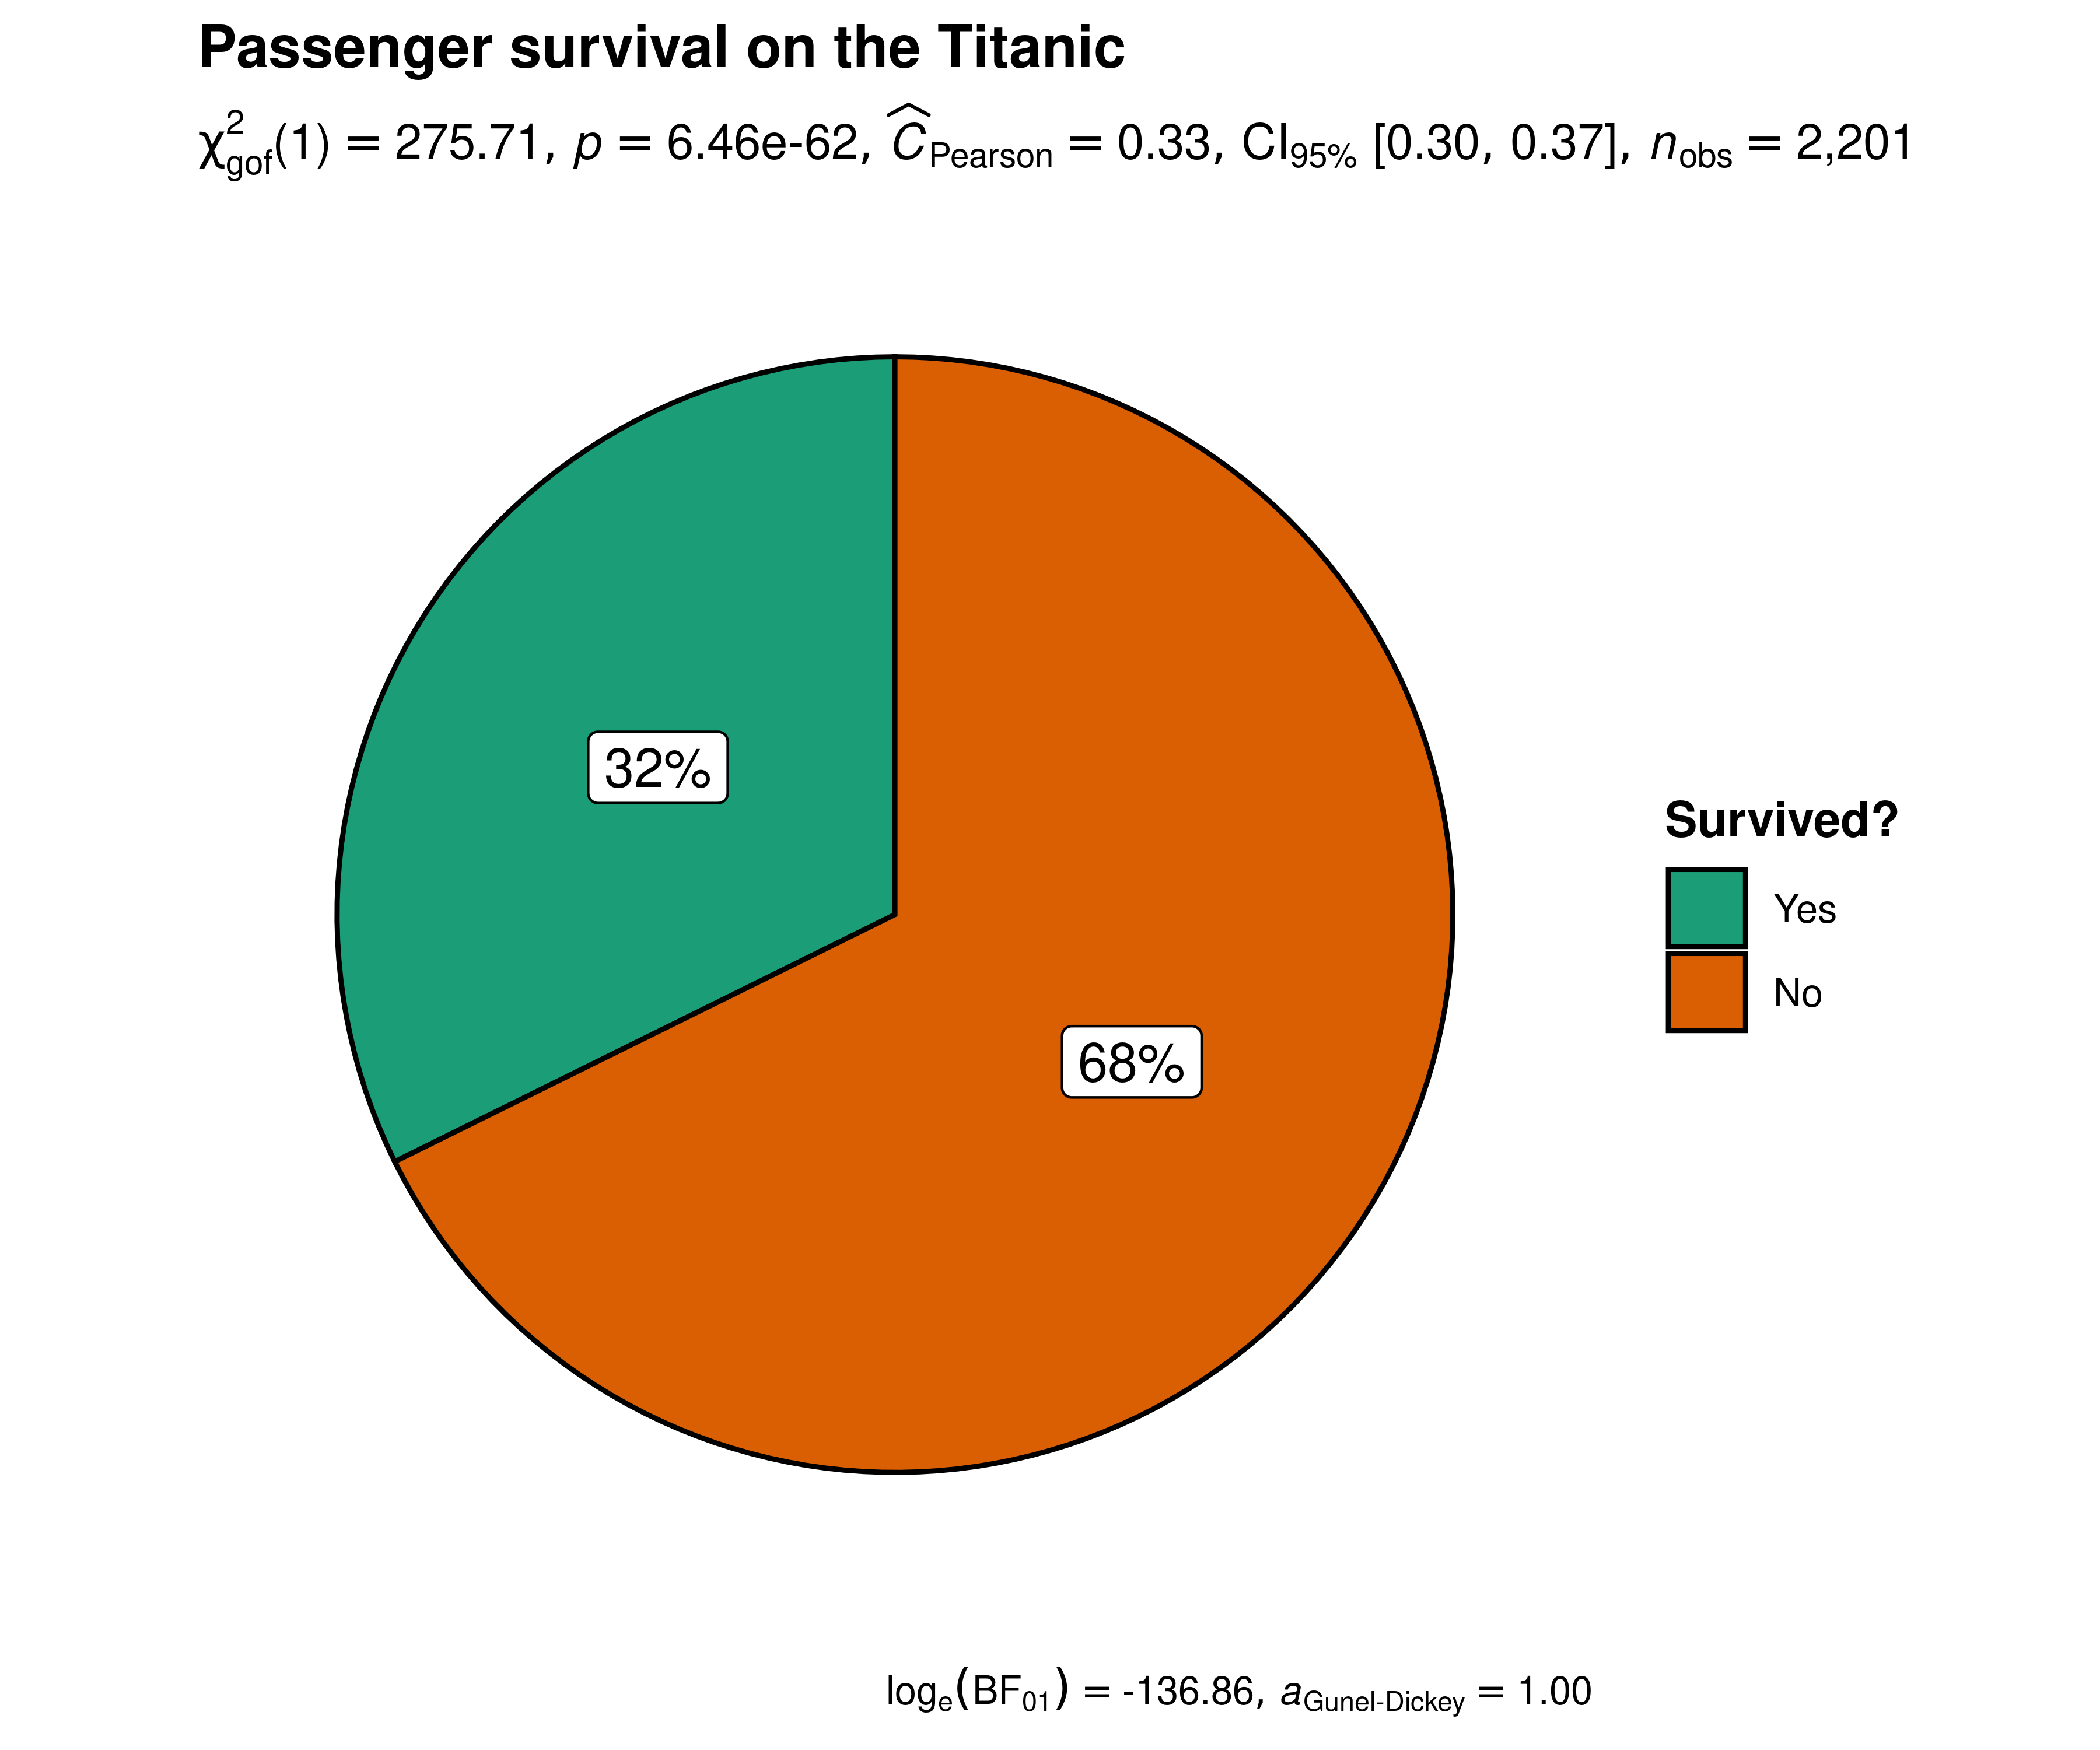 Passenger survival on the Titanic
χ²gof(1) = 275.71, p = 6.46e-62, ĈPearson = 0.33, CI95% [0.30, 0.37], nobs = 2,201
32%
68%
Survived?
Yes
No
loge(BF01) = -136.86, aGunel-Dickey = 1.00